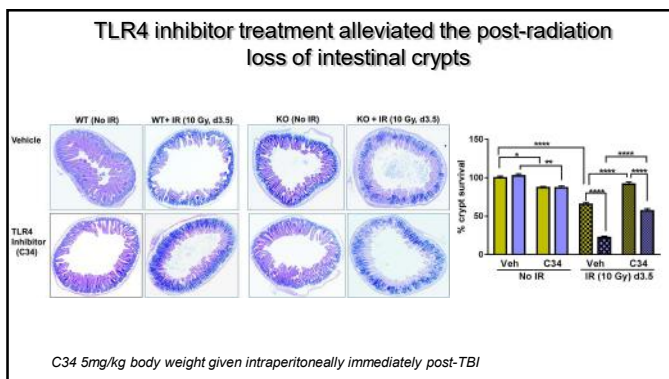 TLR4 inhibitor treatment alleviated the post-radiation
loss of intestinal crypts
WT (No IR)
WT+ IR (10 Gy, d3.5)
KO (No IR)
KO + IR (10 Gy, d3.5)
Vehicle
TLR4
Inhibitor
(C34)
% crypt survival
150
100
50
0
****
*
**
****
****
****
****
Veh
C34
Veh
C34
No IR
IR (10 Gy) d3.5
C34 5mg/kg body weight given intraperitoneally immediately post-TBI